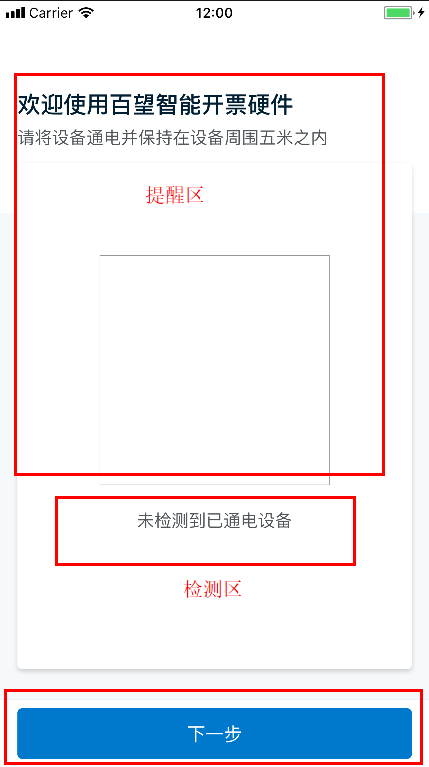 Carrier 12:00
欢迎使用百望智能开票硬件
请将设备通电并保持在设备周围五米之内
提醒区
未检测到已通电设备
检测区
下一步